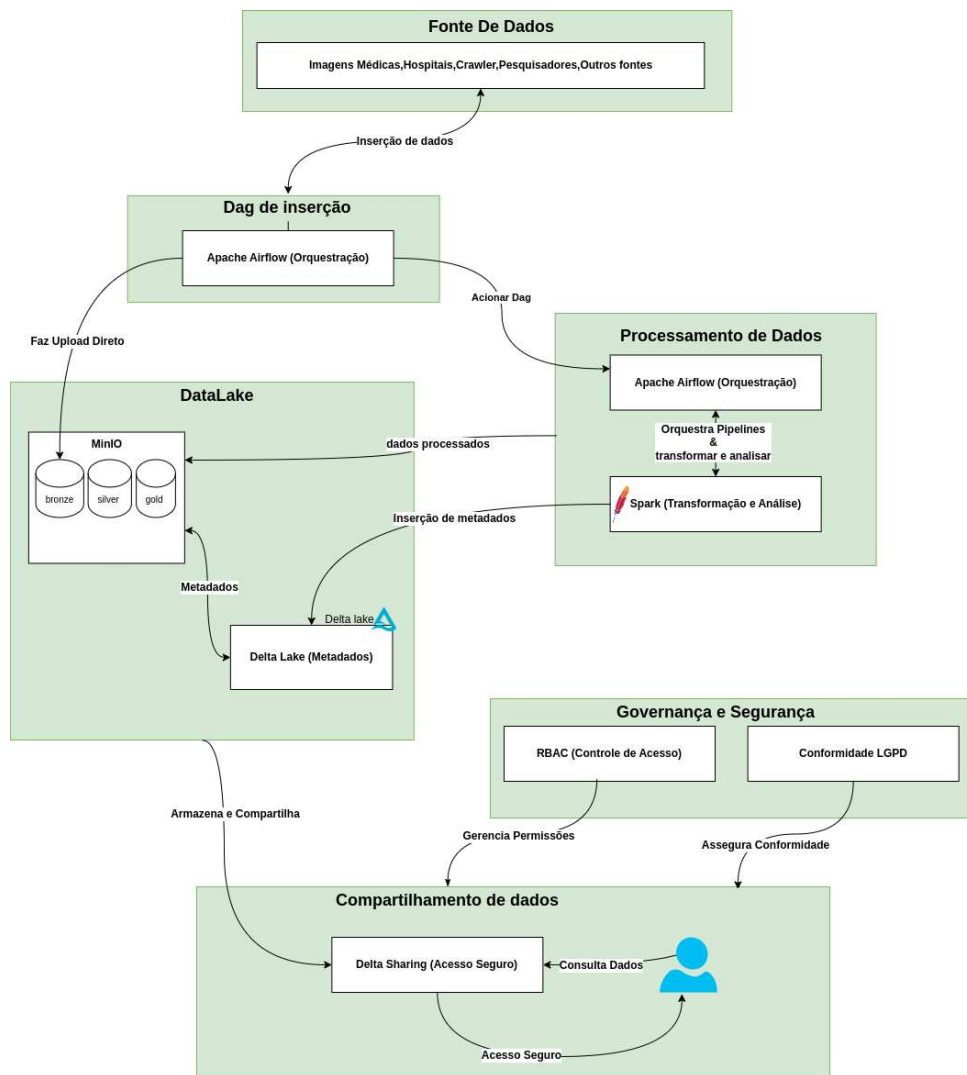 Fonte De Dados
Imagens Médicas,Hospitais,Crawler,Pesquisadores,Outros fontes
Inserção de dados
Dag de inserção
Apache Airflow (Orquestração)
Acionar Dag
Faz Upload Direto
Processamento de Dados
Apache Airflow (Orquestração)
Orquestra Pipelines
&
transformar e analisar
Spark (Transformação e Análise)
DataLake
MinIO
bronze
silver
gold
dados processados
Inserção de metadados
Metadados
Delta lake
Delta Lake (Metadados)
Governança e Segurança
RBAC (Controle de Acesso)
Conformidade LGPD
Armazena e Compartilha
Gerencia Permissões
Assegura Conformidade
Compartilhamento de dados
Delta Sharing (Acesso Seguro)
Consulta Dados
Acesso Seguro